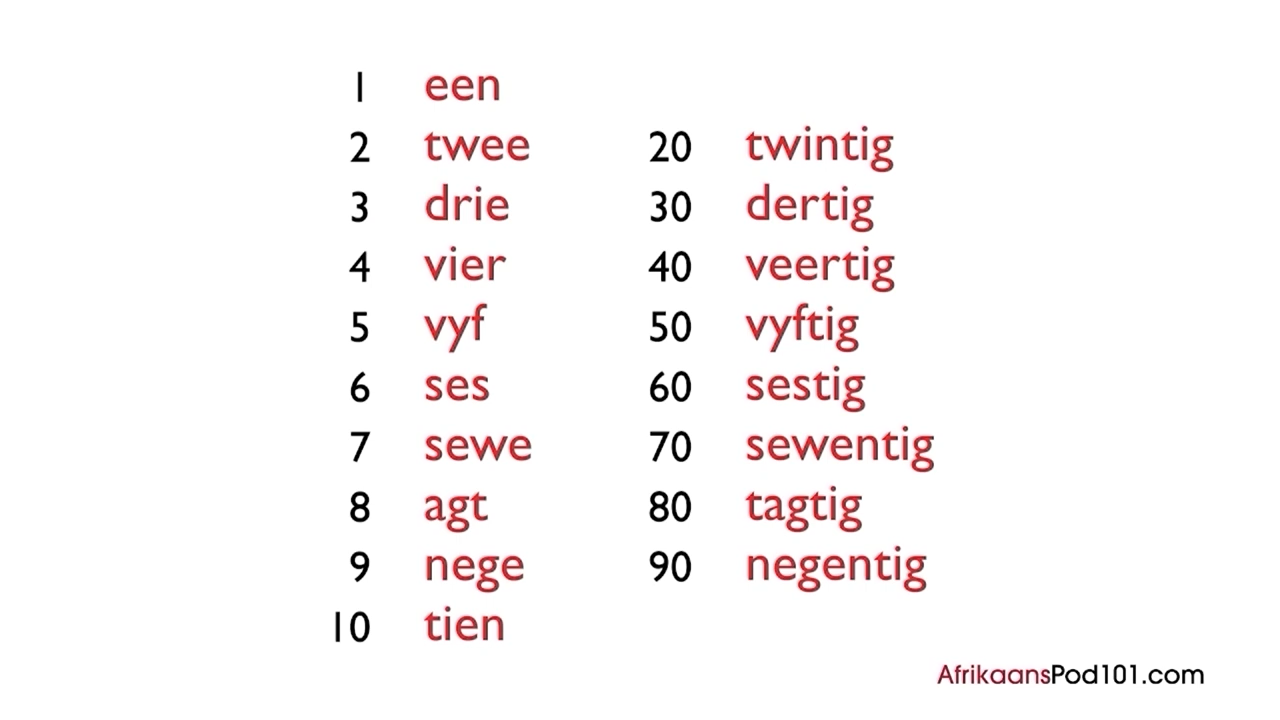 1 een
2 twee 20 twintig
3 drie 30 dertig
4 vier 40 veertig
5 vyf 50 vyftig
6 ses 60 sestig
7 sewe 70 sewentig
8 agt 80 tagtig
9 nege 90 negentig
10 tien
AfrikaansPod101.com